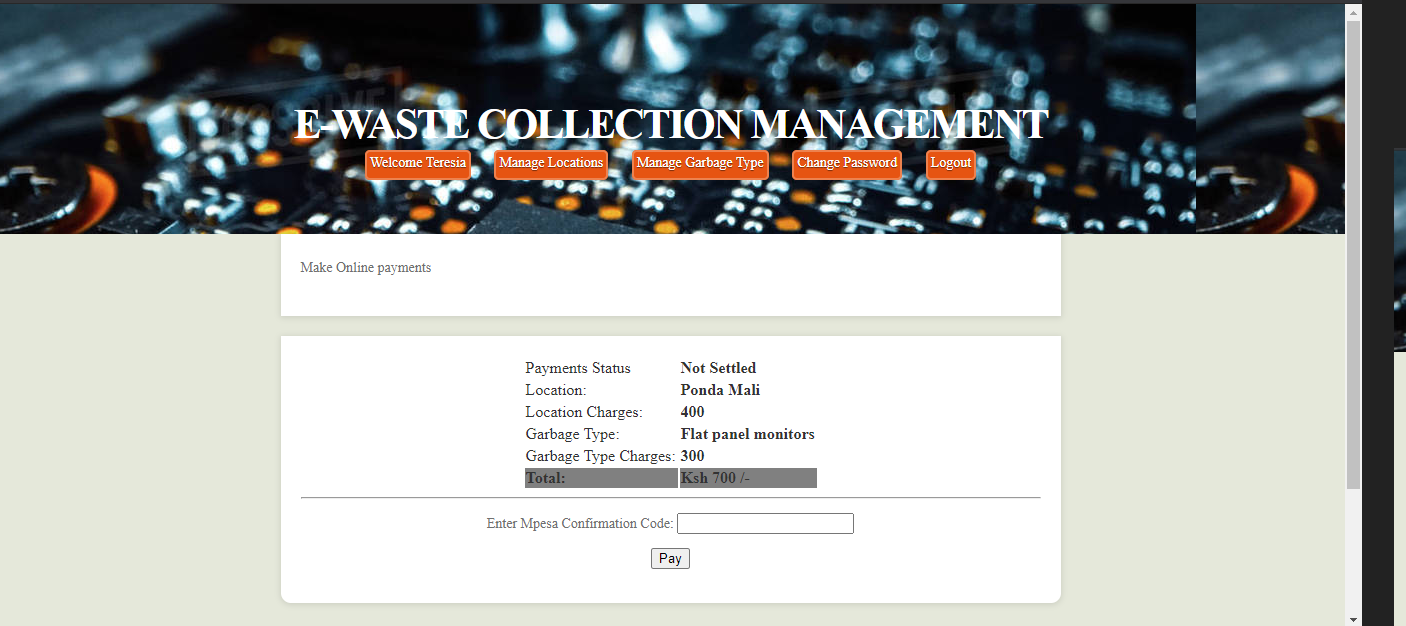 E-WASTE COLLECTION MANAGEMENT
Welcome Teresia Manage Locations Manage Garbage Type Change Password Logout
Make Online payments
Payments Status Not Settled
Location: Ponda Mali
Location Charges: 400
Garbage Type: Flat panel monitors
Garbage Type Charges: 300
Total: Ksh 700 /-
Enter Mpesa Confirmation Code:
Pay